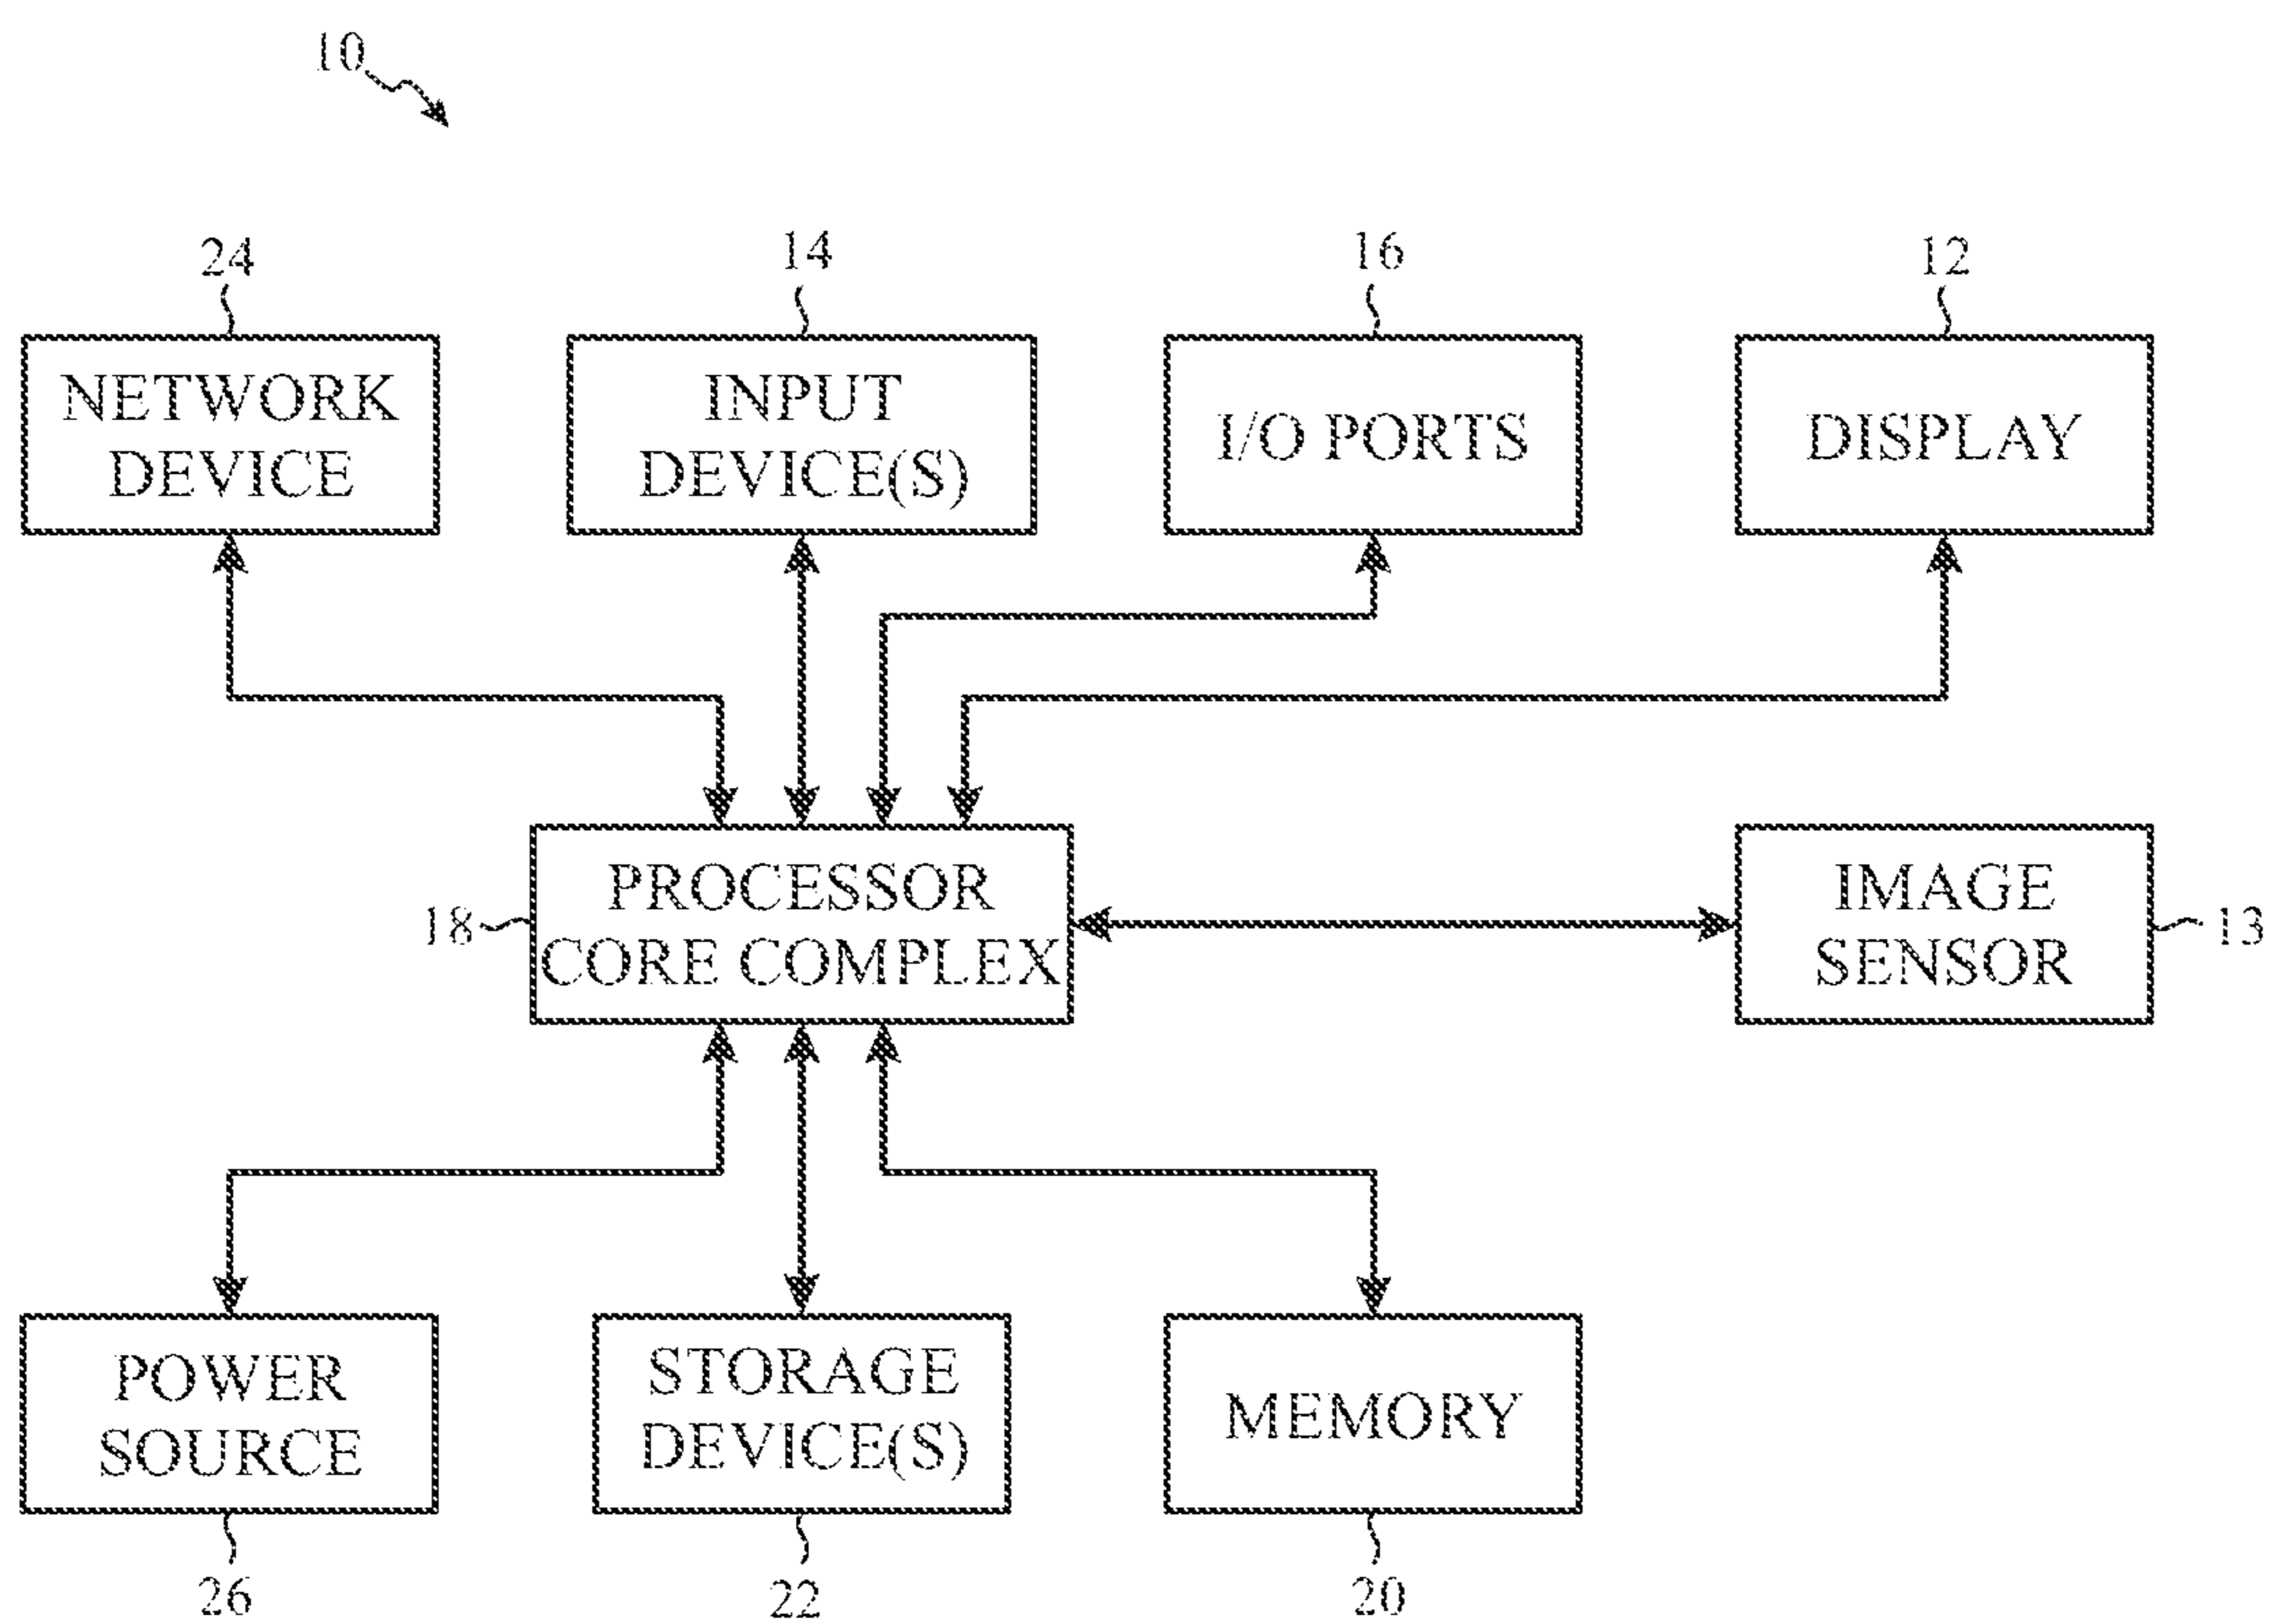 10
24
14
16
12
NETWORK
DEVICE
INPUT
DEVICE(S)
I/O PORTS
DISPLAY
18
PROCESSOR
CORE COMPLEX
IMAGE
SENSOR
13
POWER
SOURCE
STORAGE
DEVICE(S)
MEMORY
26
22
20